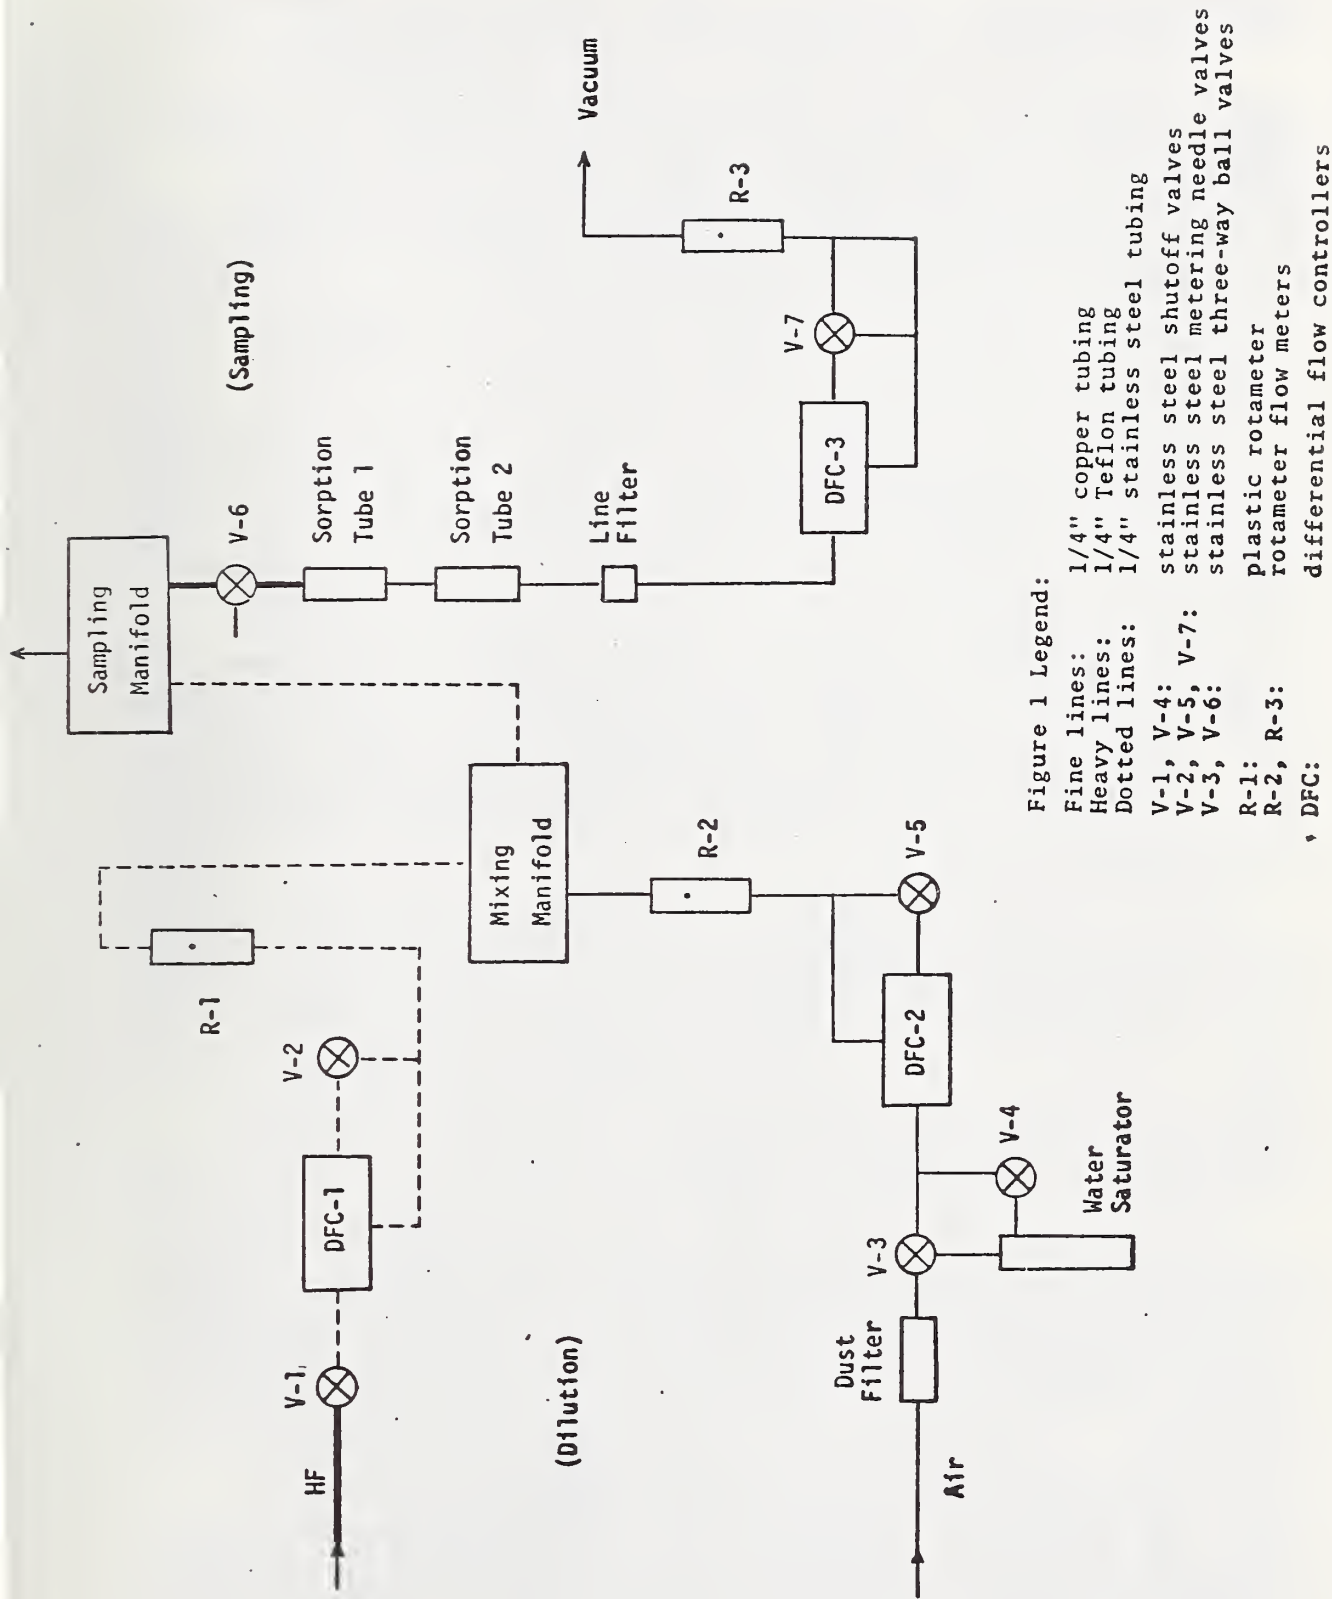 Sampling
Manifold
V-6
(Sampling)
Sorption
Tube 1
Sorption
Tube 2
Line
Filter
DFC-3
V-7
R-3
Vacuum
R-1
V-2
DFC-1
V-1
HF
(Dilution)
Mixing
Manifold
R-2
V-5
DFC-2
V-4
Water
Saturator
V-3
Dust
Filter
Air
Figure 1 Legend:
Fine lines: 1/4" copper tubing
Heavy lines: 1/4" Teflon tubing
Dotted lines: 1/4" stainless steel tubing
V-1, V-4: stainless steel shutoff valves
V-2, V-5, V-7: stainless steel metering needle valves
V-3, V-6: stainless steel three-way ball valves
R-1: plastic rotameter
R-2, R-3: rotameter flow meters
DFC: differential flow controllers